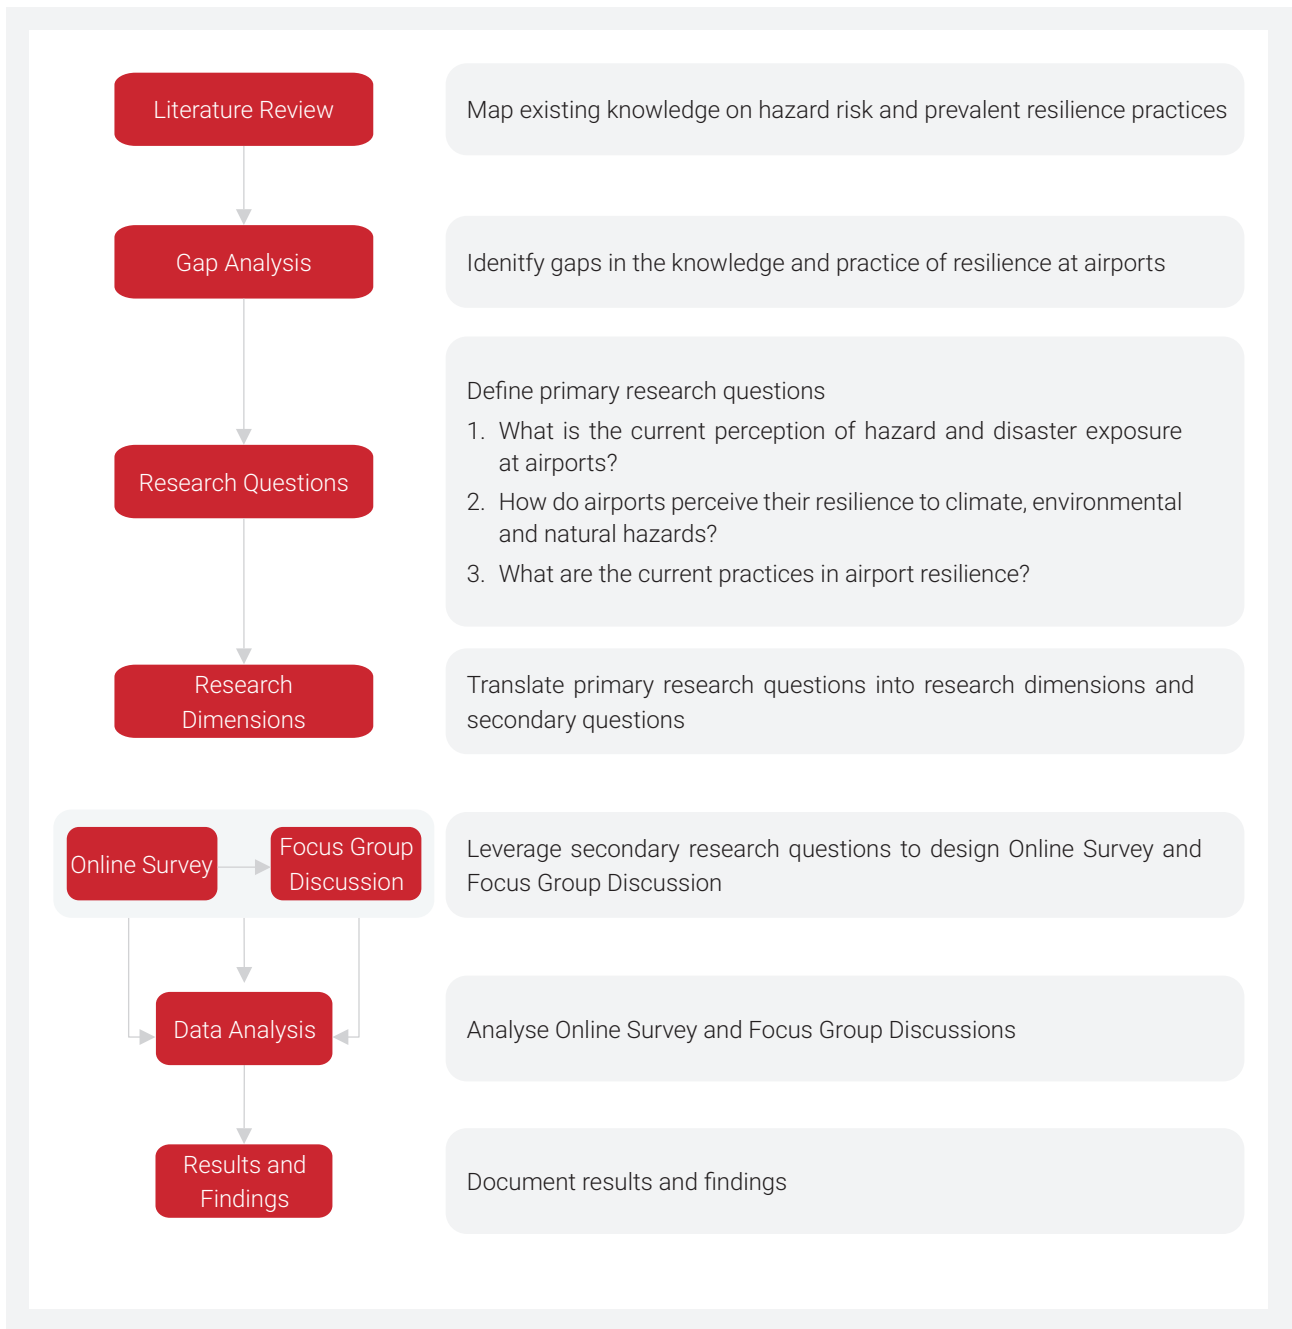 Literature Review
Map existing knowledge on hazard risk and prevalent resilience practices
Gap Analysis
Idenitfy gaps in the knowledge and practice of resilience at airports
Research Questions
Define primary research questions
1. What is the current perception of hazard and disaster exposure
at airports?
2. How do airports perceive their resilience to climate, environmental
and natural hazards?
3. What are the current practices in airport resilience?
Research
Dimensions
Translate primary research questions into research dimensions and
secondary questions
Online Survey
Focus Group
Discussion
Leverage secondary research questions to design Online Survey and
Focus Group Discussion
Data Analysis
Analyse Online Survey and Focus Group Discussions
Results and
Findings
Document results and findings